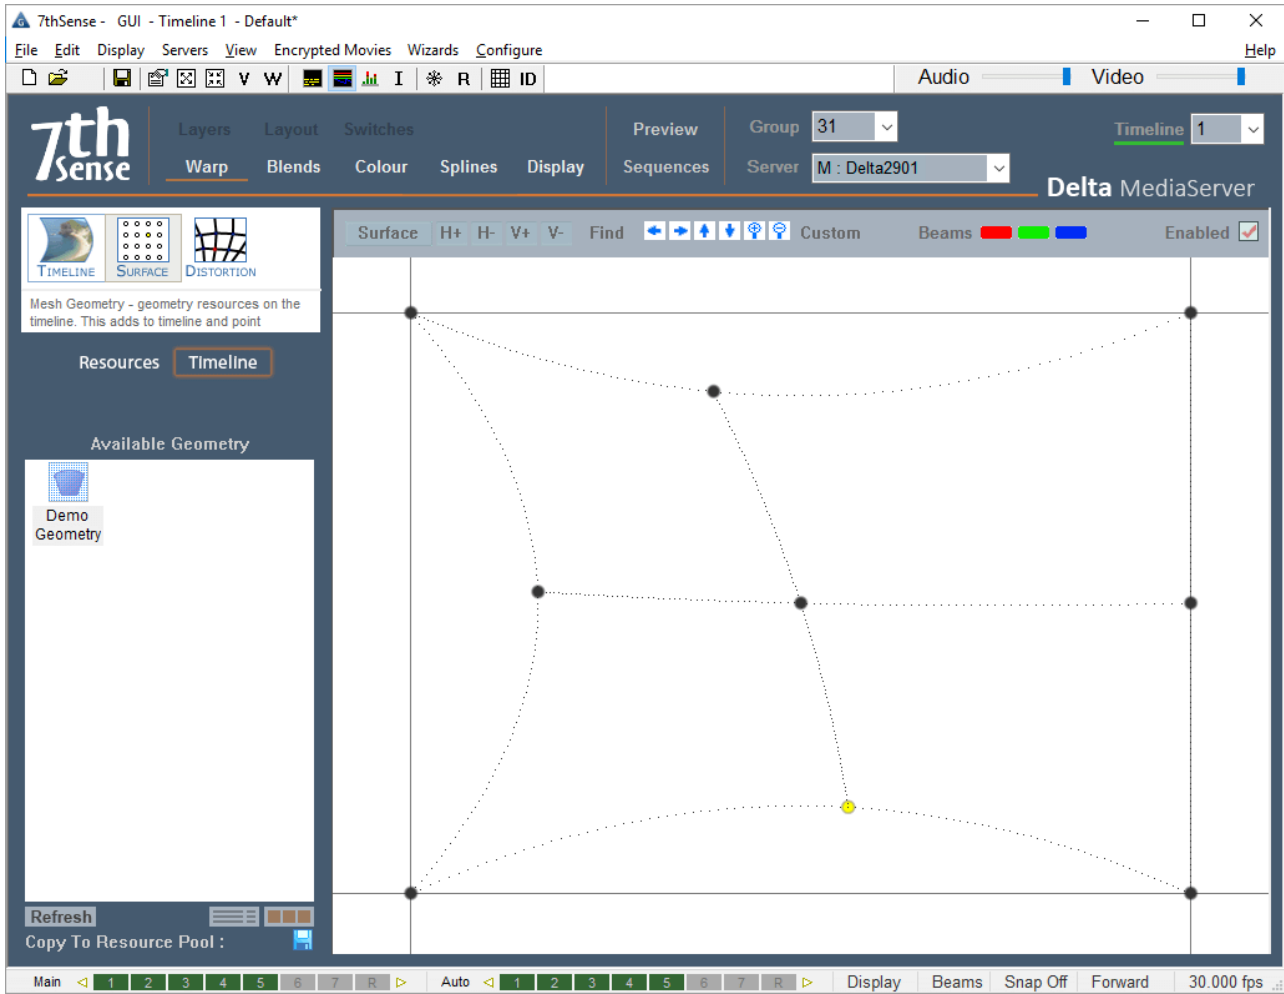 7thSense - GUI - Timeline 1 - Default*
File Edit Display Servers View Encrypted Movies Wizards Configure Help
V W I R ID Audio Video
7th Sense
Layers Layout Switches Preview Group 31 Timeline 1
Warp Blends Colour Splines Display Sequences Server M : Delta2901
Delta MediaServer
Surface H+ H- V+ V- Find Custom Beams Enabled
TIMELINE SURFACE DISTORTION
Mesh Geometry - geometry resources on the
timeline. This adds to timeline and point
Resources Timeline
Available Geometry
Demo
Geometry
Refresh
Copy To Resource Pool :
Main 1 2 3 4 5 6 7 R Auto 1 2 3 4 5 6 7 R Display Beams Snap Off Forward 30.000 fps